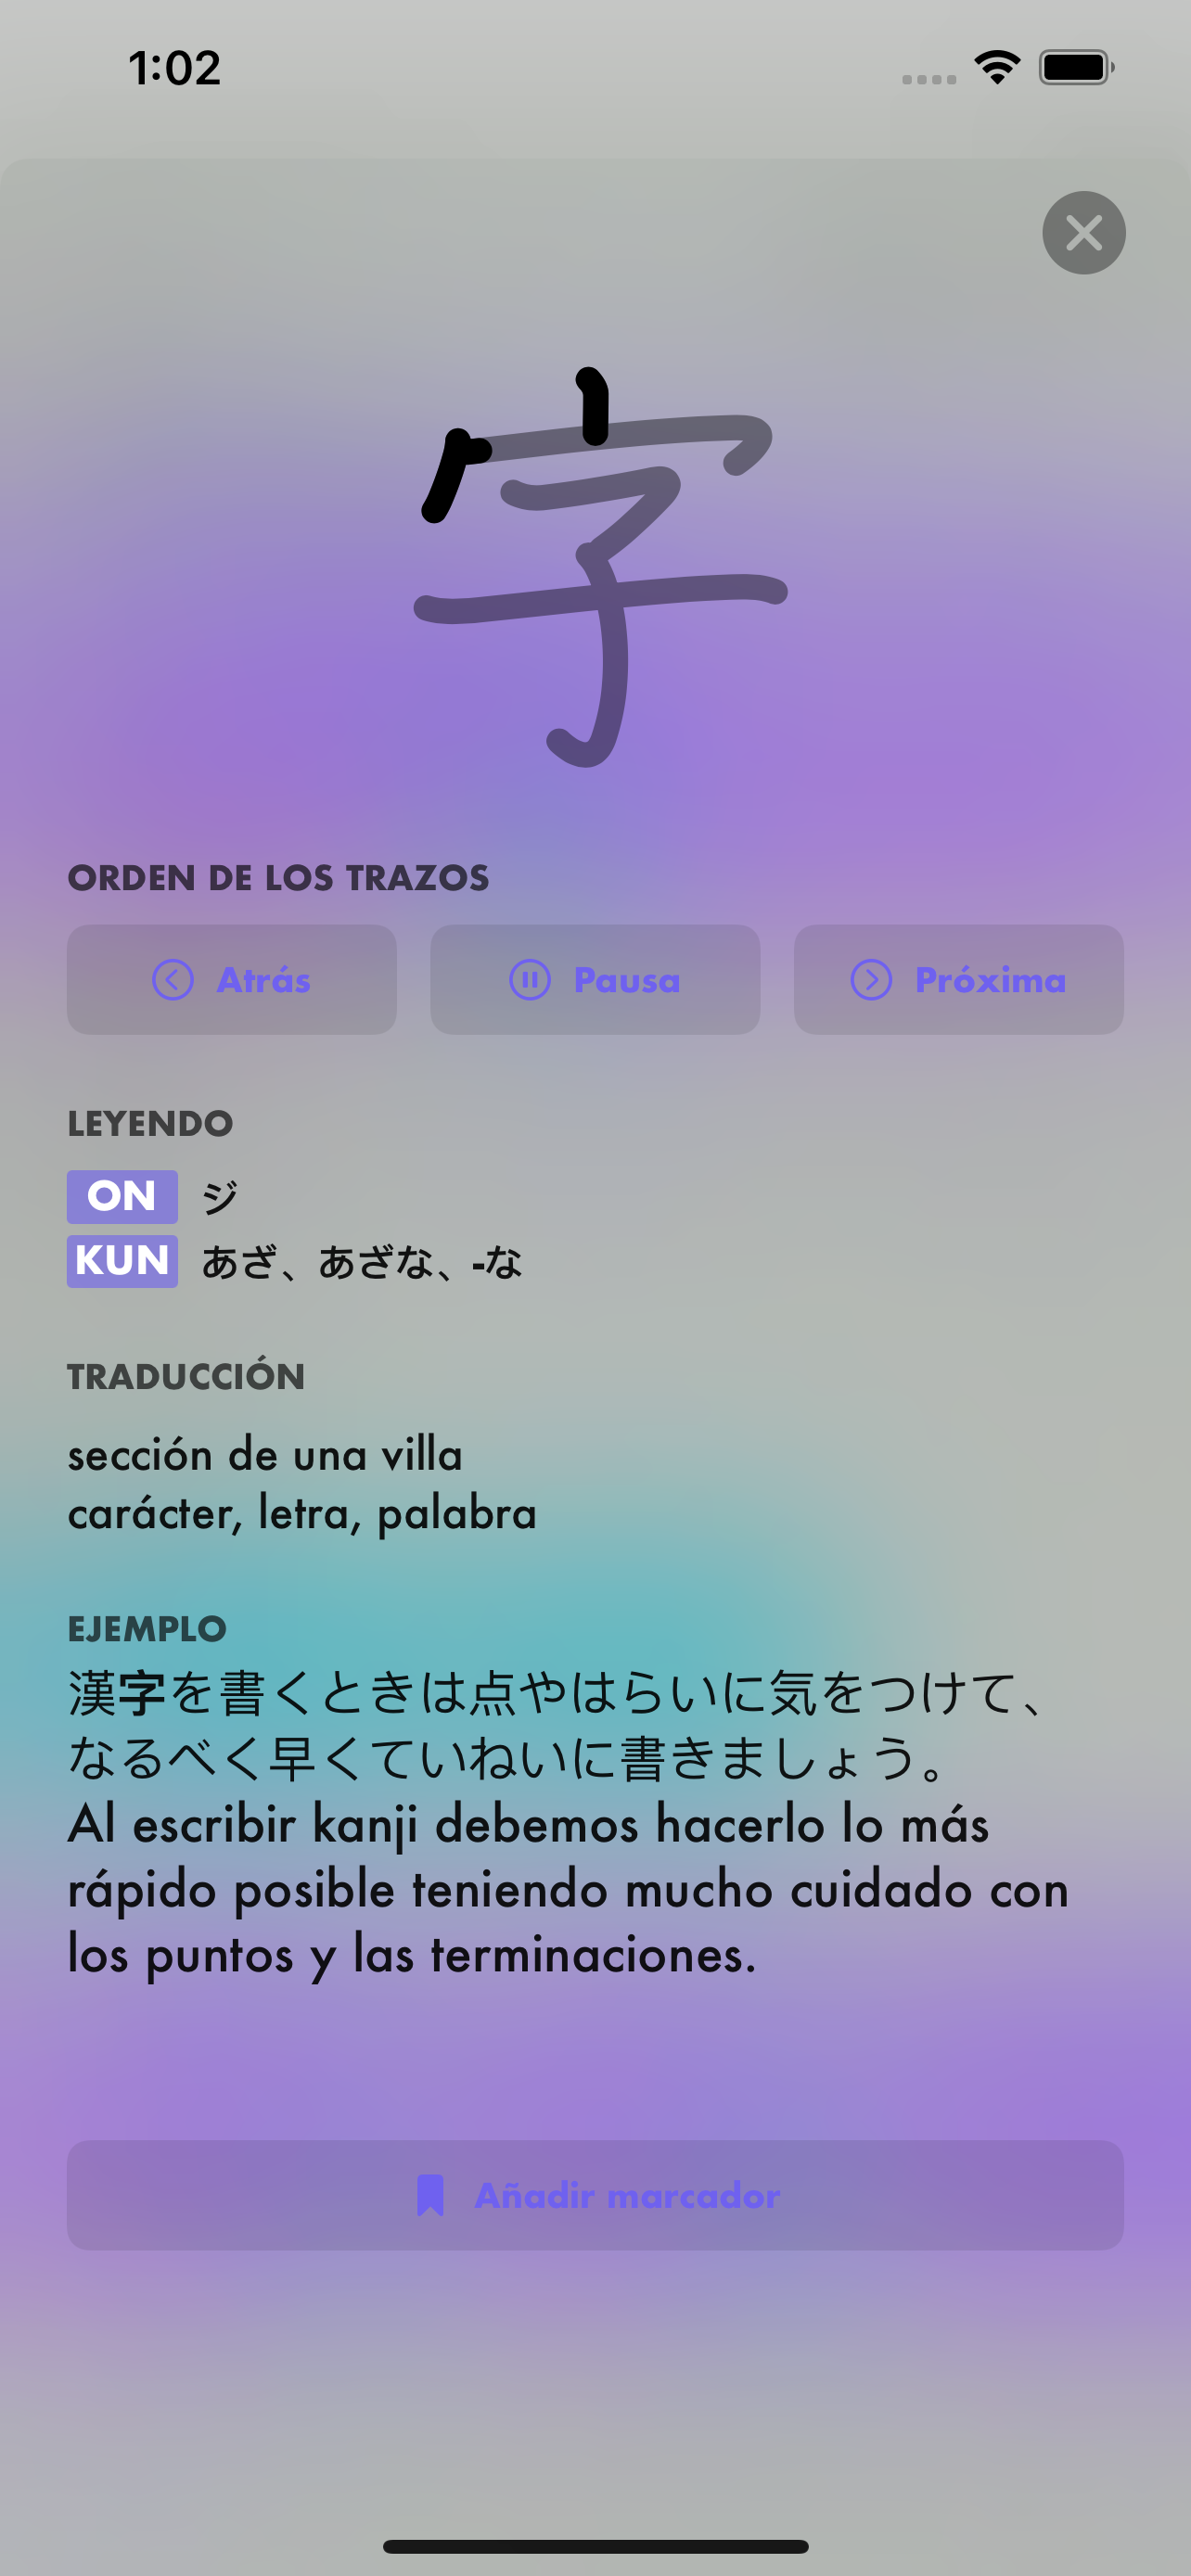 1:02
字
ORDEN DE LOS TRAZOS
Atrás
Pausa
Próxima
LEYENDO
ON ジ
KUN あざ、あざな、-な
TRADUCCIÓN
sección de una villa
carácter, letra, palabra
EJEMPLO
漢字を書くときは点やはらいに気をつけて、
なるべく早くていねいに書きましょう。
Al escribir kanji debemos hacerlo lo más
rápido posible teniendo mucho cuidado con
los puntos y las terminaciones.
Añadir marcador